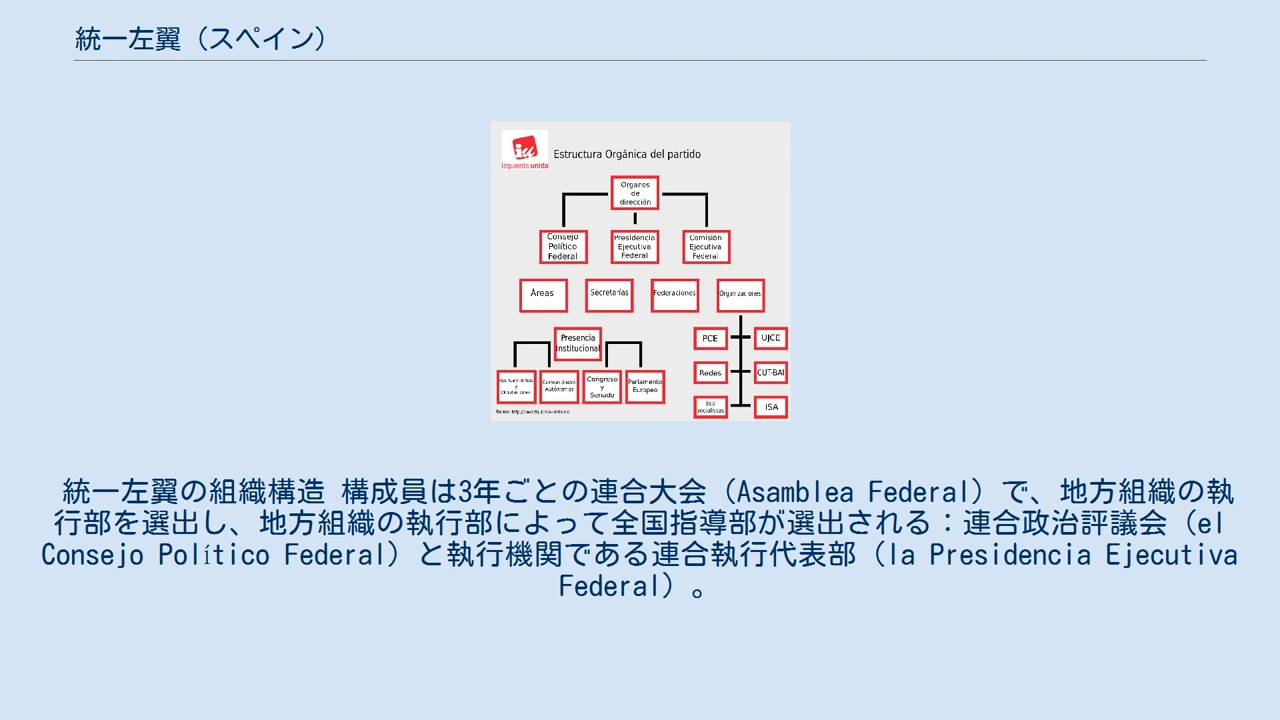 統一左翼（スペイン）
izquierda unida
Estructura Orgánica del partido
Organos
de
dirección
Consejo
Político
Federal
Presidencia
Ejecutiva
Federal
Comisión
Ejecutiva
Federal
Áreas
Secretarías
Federaciones
Organizaciones
Presencia
Institucional
Ayuntamientos
y
Diputaciones
Comunidades
Autónomas
Congreso
y
Senado
Parlamento
Europeo
PCE
UJCE
Redes
CUT-BAI
socialistas
ISA
統一左翼の組織構造 構成員は3年ごとの連合大会（Asamblea Federal）で、地方組織の執
行部を選出し、地方組織の執行部によって全国指導部が選出される：連合政治評議会（el
Consejo Político Federal）と執行機関である連合執行代表部（la Presidencia Ejecutiva
Federal）。